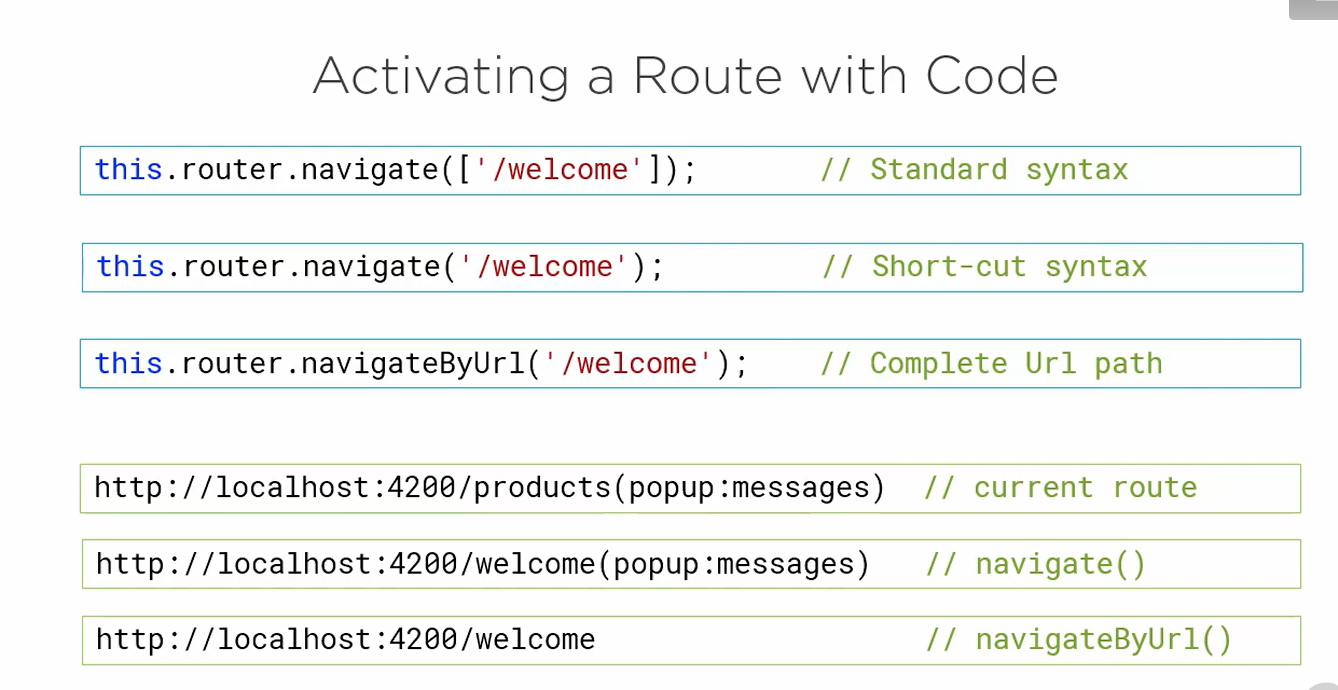 Activating a Route with Code
this.router.navigate(['/welcome']); // Standard syntax
this.router.navigate('/welcome'); // Short-cut syntax
this.router.navigateByUrl('/welcome'); // Complete Url path
http://localhost:4200/products(popup:messages) // current route
http://localhost:4200/welcome(popup:messages) // navigate()
http://localhost:4200/welcome // navigateByUrl()